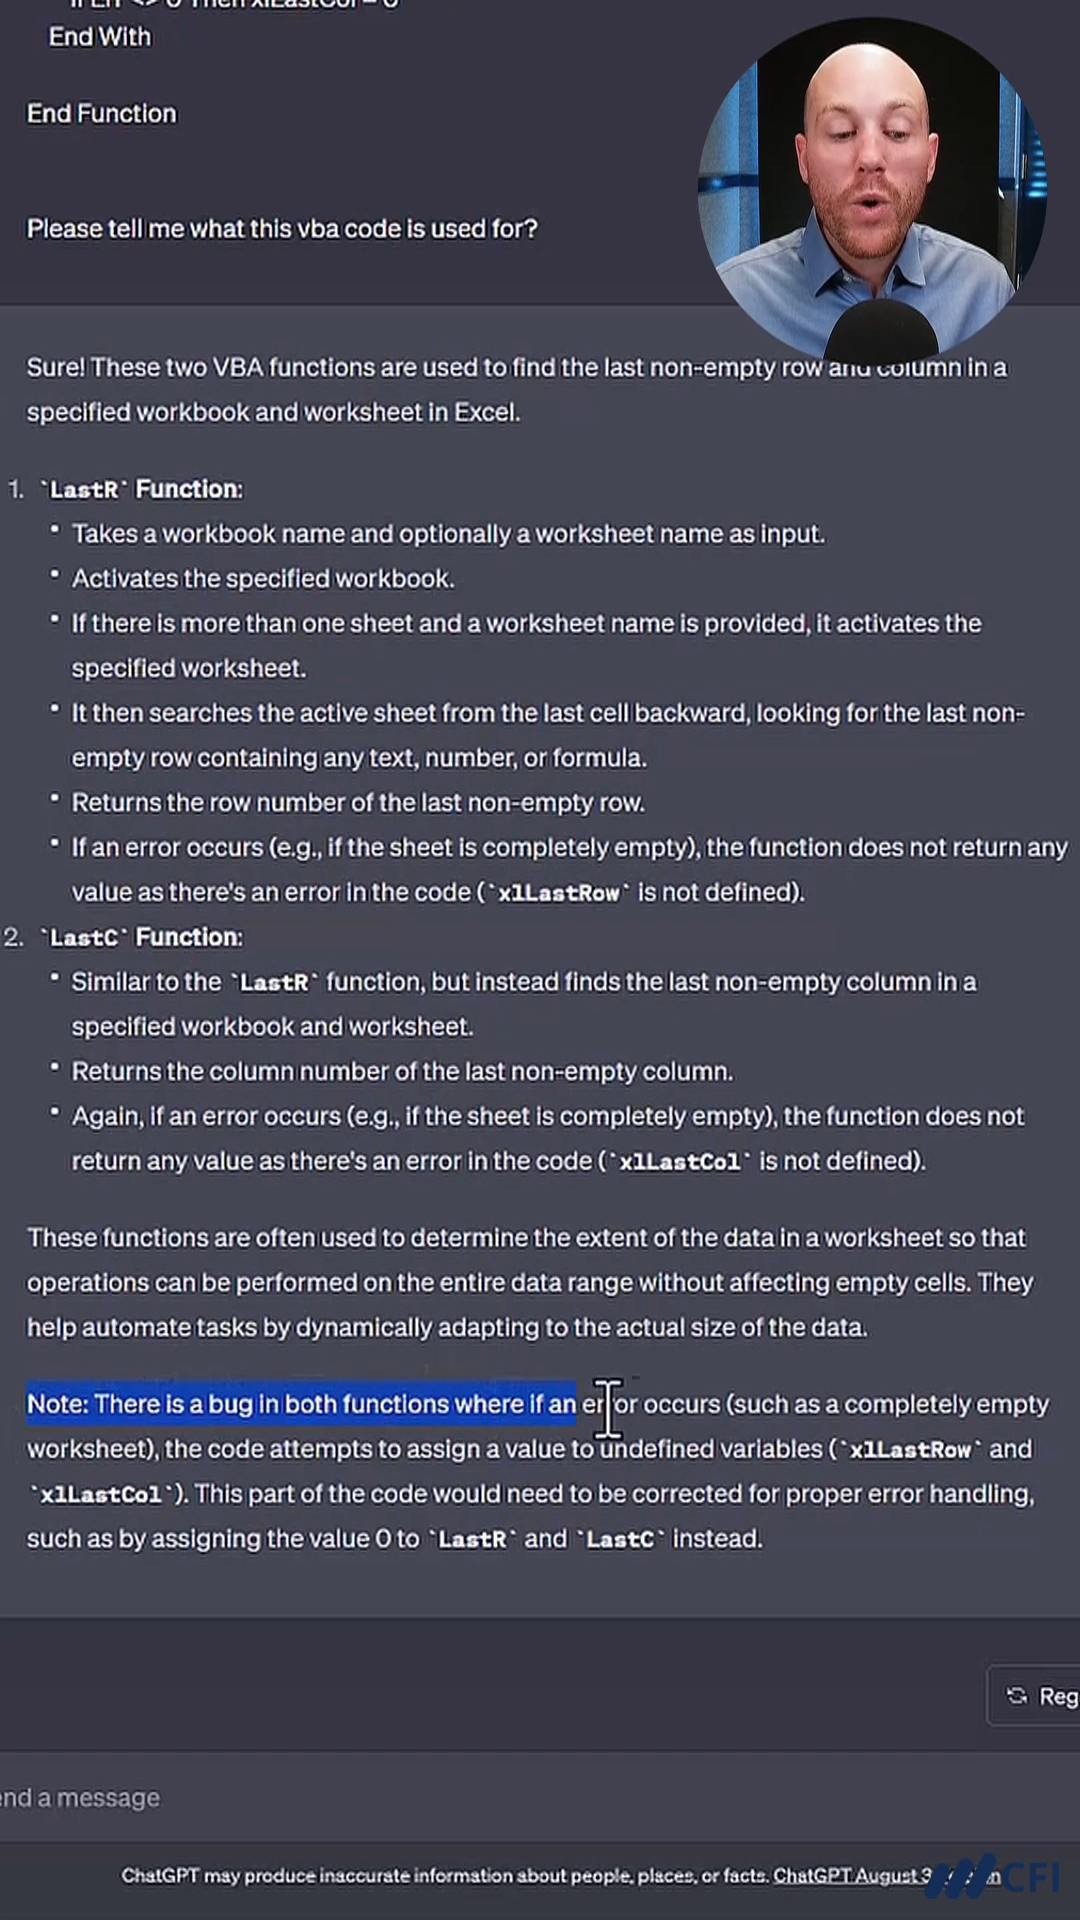 End With
End Function
Please tell me what this vba code is used for?
Sure! These two VBA functions are used to find the last non-empty row and column in a
specified workbook and worksheet in Excel.
1. `LastR` Function:
• Takes a workbook name and optionally a worksheet name as input.
• Activates the specified workbook.
• If there is more than one sheet and a worksheet name is provided, it activates the
specified worksheet.
• It then searches the active sheet from the last cell backward, looking for the last non-
empty row containing any text, number, or formula.
• Returns the row number of the last non-empty row.
• If an error occurs (e.g., if the sheet is completely empty), the function does not return any
value as there's an error in the code (`xlLastRow` is not defined).
2. `LastC` Function:
• Similar to the `LastR` function, but instead finds the last non-empty column in a
specified workbook and worksheet.
• Returns the column number of the last non-empty column.
• Again, if an error occurs (e.g., if the sheet is completely empty), the function does not
return any value as there's an error in the code (`xlLastCol` is not defined).
These functions are often used to determine the extent of the data in a worksheet so that
operations can be performed on the entire data range without affecting empty cells. They
help automate tasks by dynamically adapting to the actual size of the data.
Note: There is a bug in both functions where if an error occurs (such as a completely empty
worksheet), the code attempts to assign a value to undefined variables (`xlLastRow` and
`xlLastCol`). This part of the code would need to be corrected for proper error handling,
such as by assigning the value 0 to `LastR` and `LastC` instead.
Reg
end a message
ChatGPT may produce inaccurate information about people, places, or facts. ChatGPT August 3
CFI